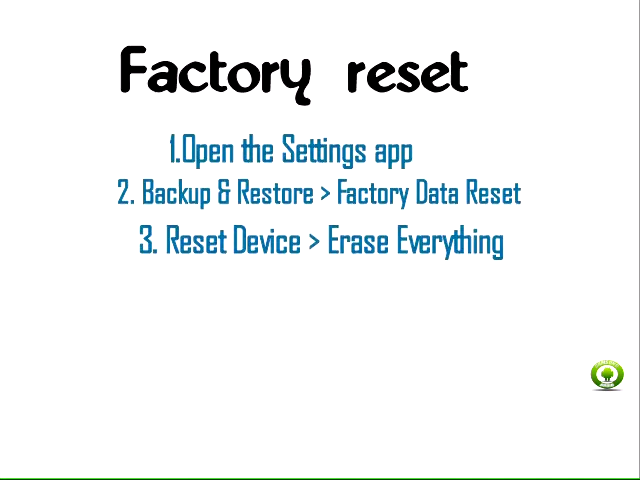 Factory reset
1.Open the Settings app
2. Backup & Restore > Factory Data Reset
3. Reset Device > Erase Everything